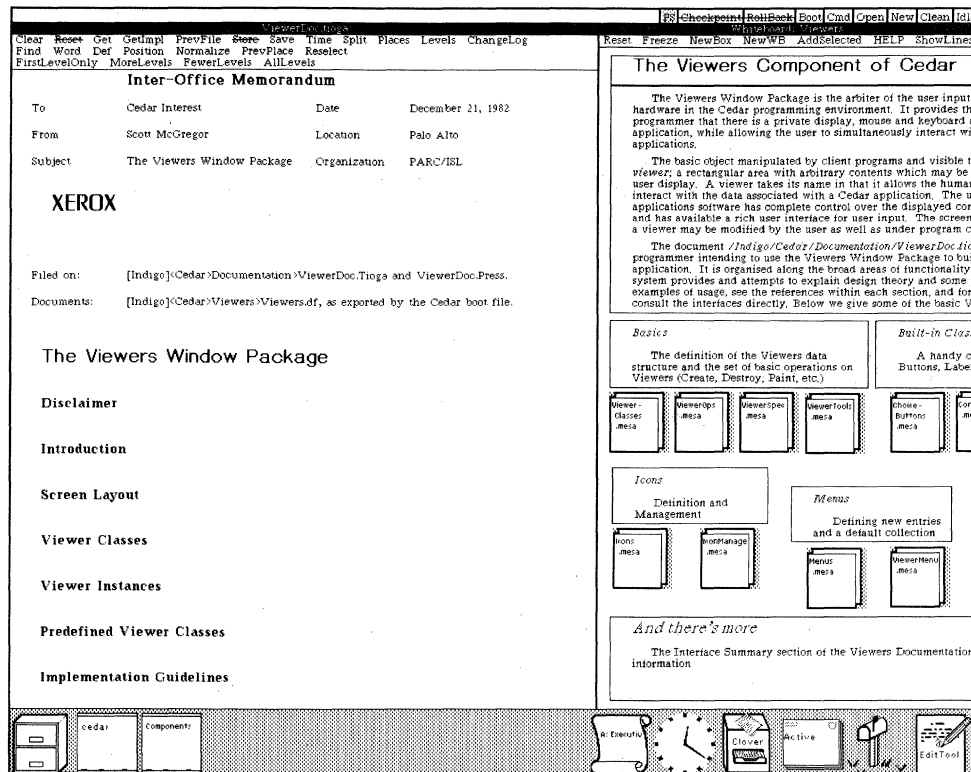 PS Checkpoint RollBack Boot Cmd Open New Clean Idl
ViewerDoc.tioga
Clear Reset Get GetImpl PrevFile Store Save Time Split Places Levels ChangeLog
Find Word Def Position Normalize PrevPlace Reselect
FirstLevelOnly MoreLevels FewerLevels AllLevels
Inter-Office Memorandum
To Cedar Interest Date December 21, 1982
From Scott McGregor Location Palo Alto
Subject The Viewers Window Package Organization PARC/ISL
XEROX
Filed on: [Indigo]<Cedar>Documentation>ViewerDoc.Tioga and ViewerDoc.Press.
Documents: [Indigo]<Cedar>Viewers>Viewers.df, as exported by the Cedar boot file.
The Viewers Window Package
Disclaimer
Introduction
Screen Layout
Viewer Classes
Viewer Instances
Predefined Viewer Classes
Implementation Guidelines
Whiteboard: Viewers
Reset Freeze NewBox NewWB AddSelected HELP ShowLines
The Viewers Component of Cedar
The Viewers Window Package is the arbiter of the user input
hardware in the Cedar programming environment. It provides th
programmer that there is a private display, mouse and keyboard
application, while allowing the user to simultaneously interact wi
applications.
The basic object manipulated by client programs and visible t
viewer; a rectangular area with arbitrary contents which may be
user display. A viewer takes its name in that it allows the human
interact with the data associated with a Cedar application. The u
applications software has complete control over the displayed con
and has available a rich user interface for user input. The screen
a viewer may be modified by the user as well as under program c
The document /Indigo/Cedar/Documentation/ViewerDoc.tio
programmer intending to use the Viewers Window Package to bui
application. It is organised along the broad areas of functionality
system provides and attempts to explain design theory and some
examples of usage, see the references within each section, and for
consult the interfaces directly. Below we give some of the basic V
Basics
The definition of the Viewers data
structure and the set of basic operations on
Viewers (Create, Destroy, Paint, etc.)
Built-in Clas
A handy c
Buttons, Label
Viewer-
Classes
.mesa
ViewerOps
.mesa
ViewerSpec
.mesa
ViewerTools
.mesa
Choice-
Buttons
.mesa
Con
.me
Icons
Definition and
Management
Menus
Defining new entries
and a default collection
Icons
.mesa
IconManage
.mesa
Menus
.mesa
ViewerMenu
.mesa
And there's more
The Interface Summary section of the Viewers Documentation
information
cedar
Components
A: Executiv
Clover
Active
EditTool